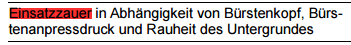 Einsatzzauer in Abhängigkeit von Bürstenkopf, Bürs-
tenanpressdruck und Rauheit des Untergrundes